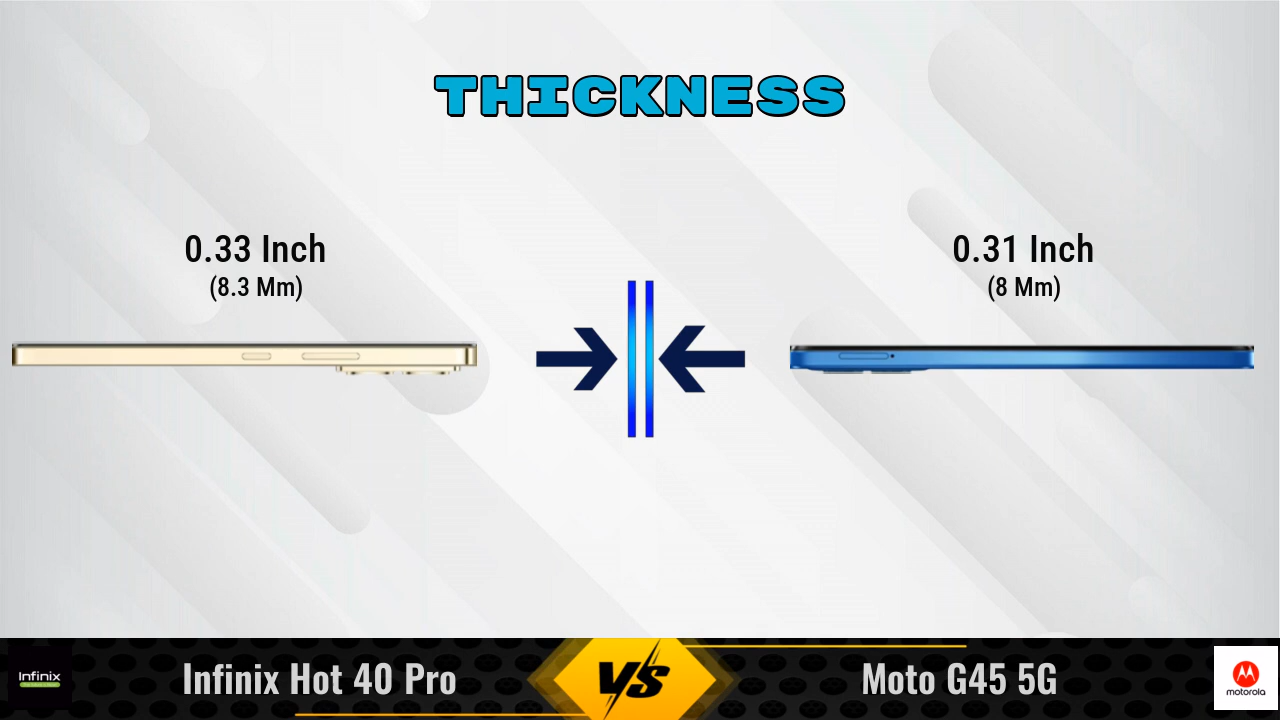 THICKNESS
0.33 Inch
(8.3 Mm)
0.31 Inch
(8 Mm)
Infinix
Infinix Hot 40 Pro
VS
Moto G45 5G
motorola